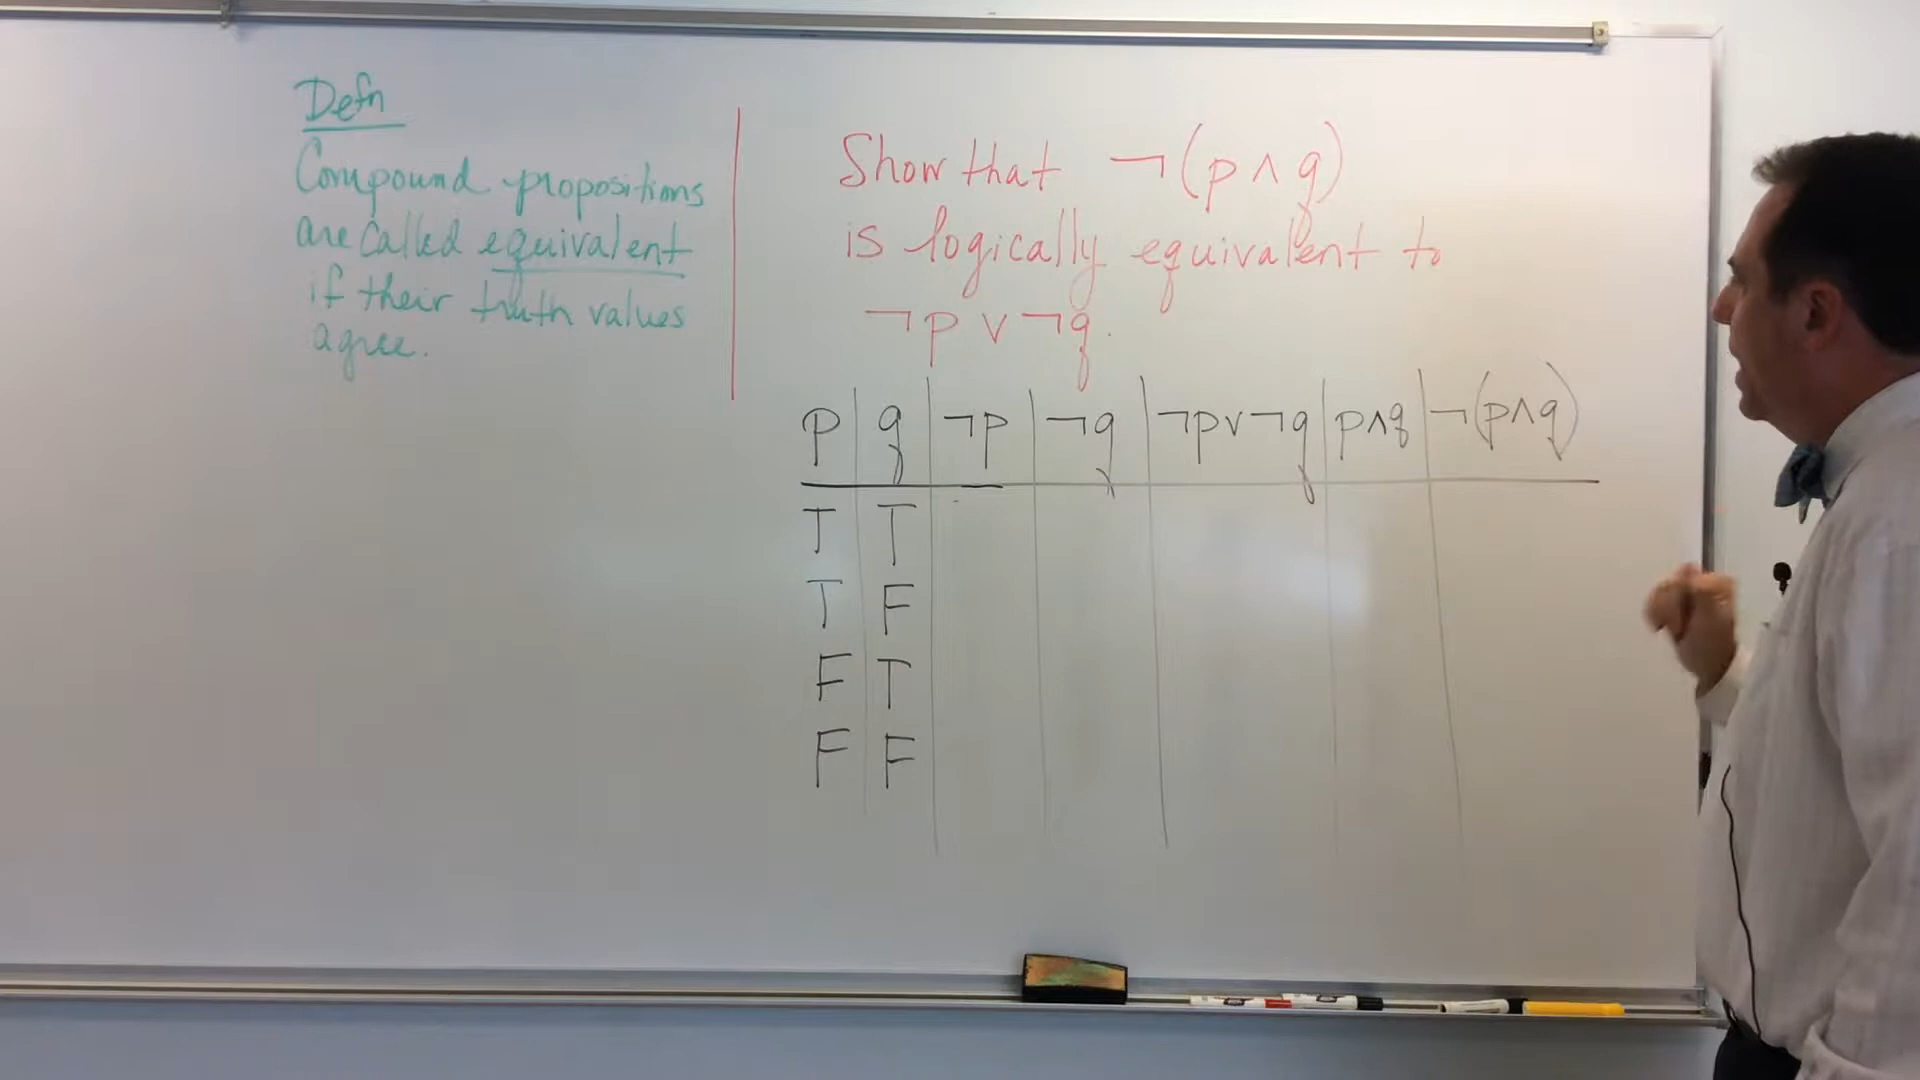 Defn
Compound propositions
are called equivalent
if their truth values
agree.
Show that ¬(p∧q)
is logically equivalent to
¬p ∨ ¬q.
p q ¬p ¬q ¬p∨¬q p∧q ¬(p∧q)
T T
T F
F T
F F